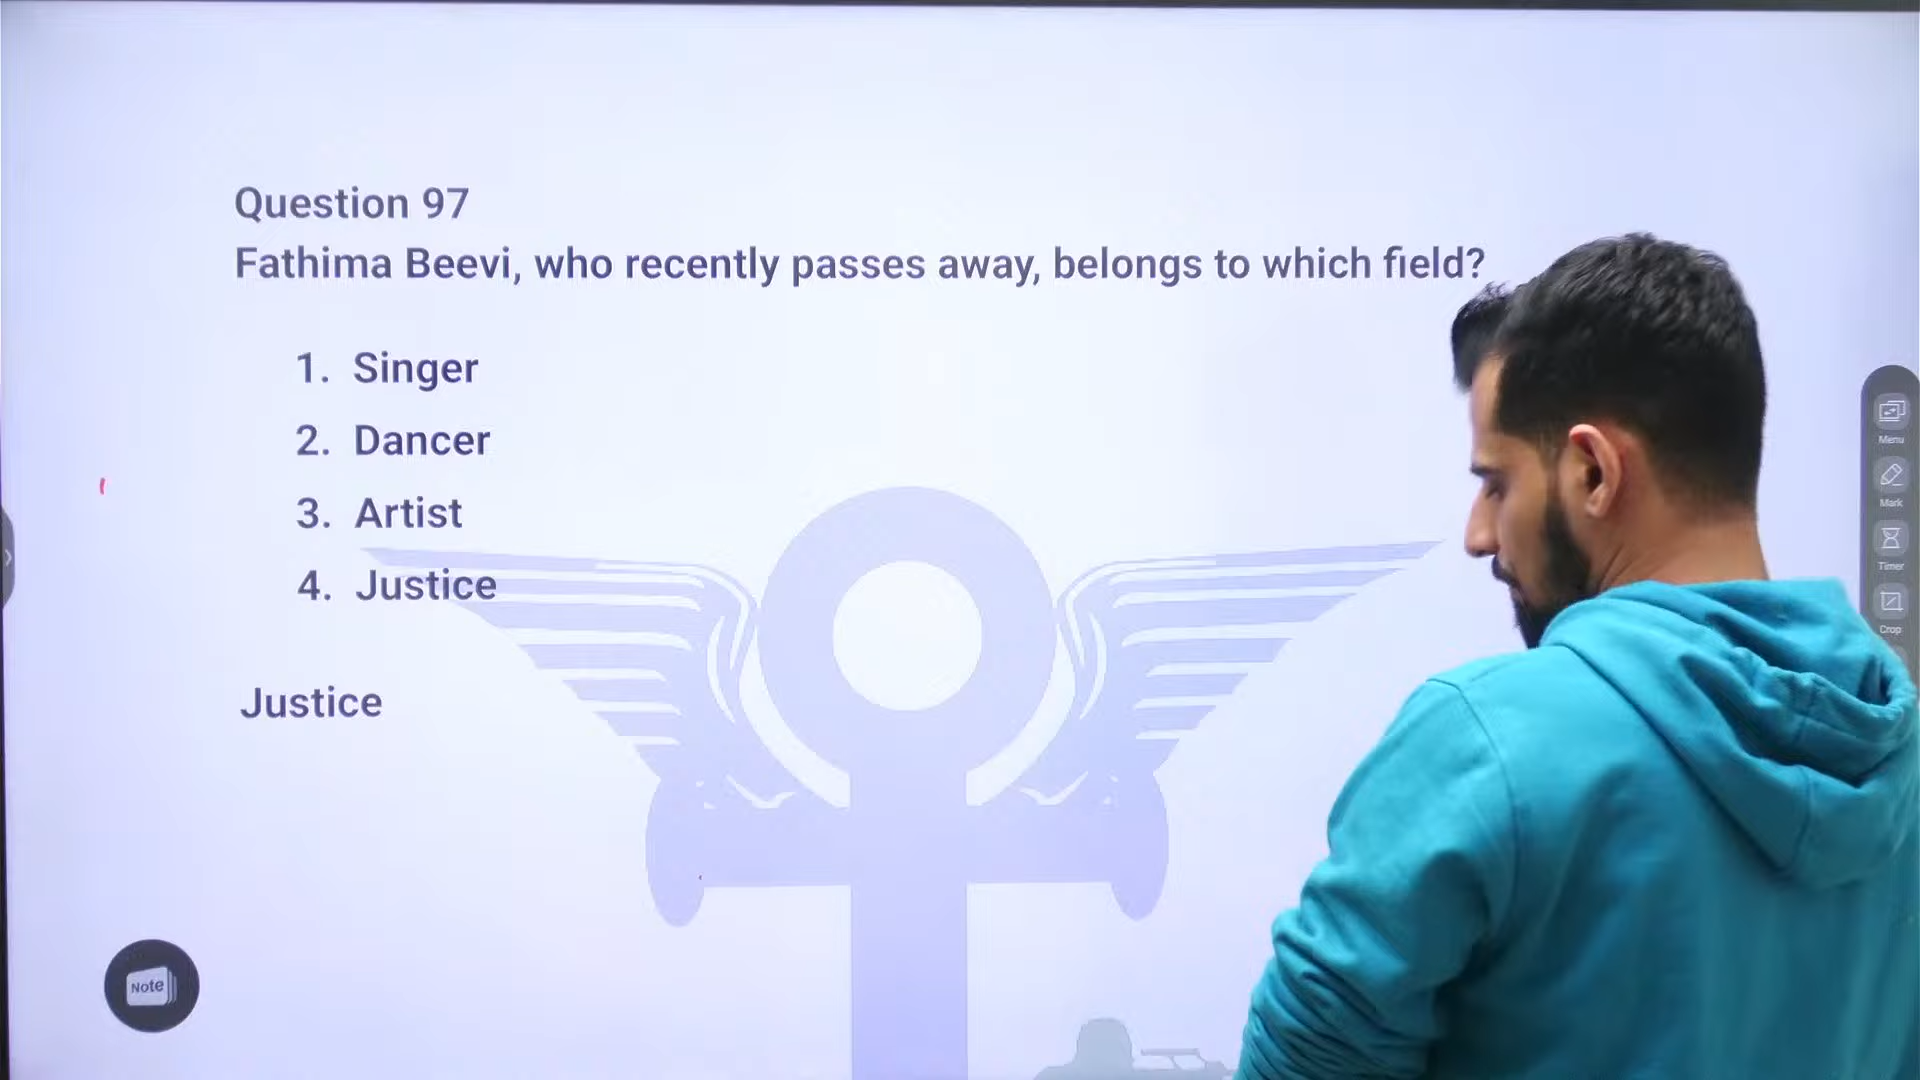 Question 97
Fathima Beevi, who recently passes away, belongs to which field?
1. Singer
2. Dancer
3. Artist
4. Justice
Justice
Note
Menu
Mark
Timer
Crop